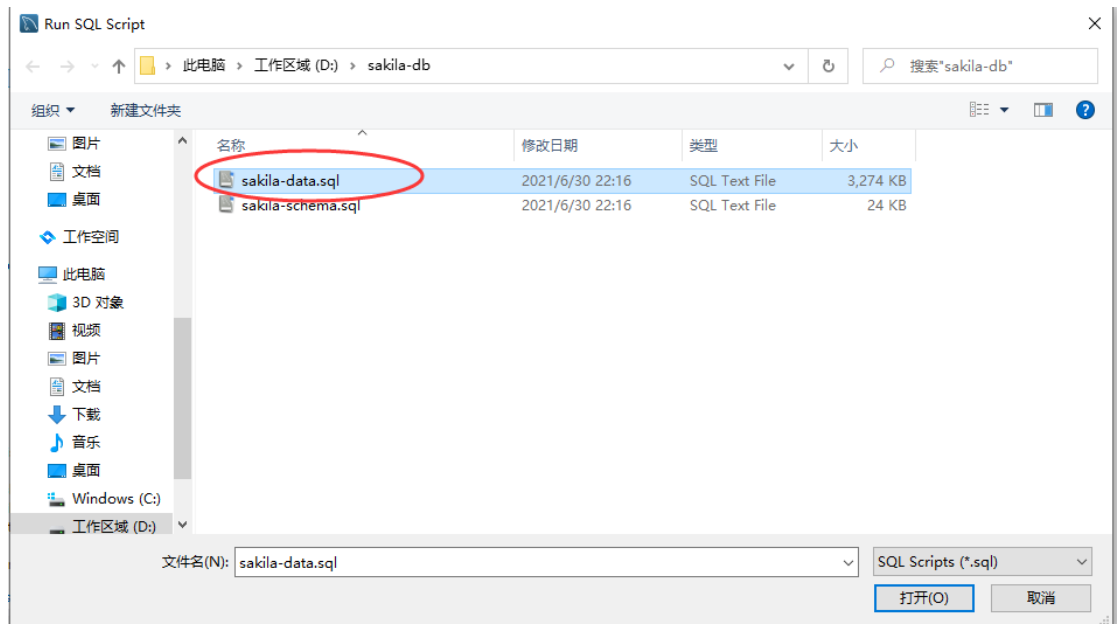 Run SQL Script
此电脑 › 工作区域 (D:) › sakila-db
搜索"sakila-db"
组织 新建文件夹
名称 修改日期 类型 大小
sakila-data.sql 2021/6/30 22:16 SQL Text File 3,274 KB
sakila-schema.sql 2021/6/30 22:16 SQL Text File 24 KB
图片
文档
桌面
工作空间
此电脑
3D 对象
视频
图片
文档
下载
音乐
桌面
Windows (C:)
工作区域 (D:)
文件名(N): sakila-data.sql SQL Scripts (*.sql)
打开(O) 取消